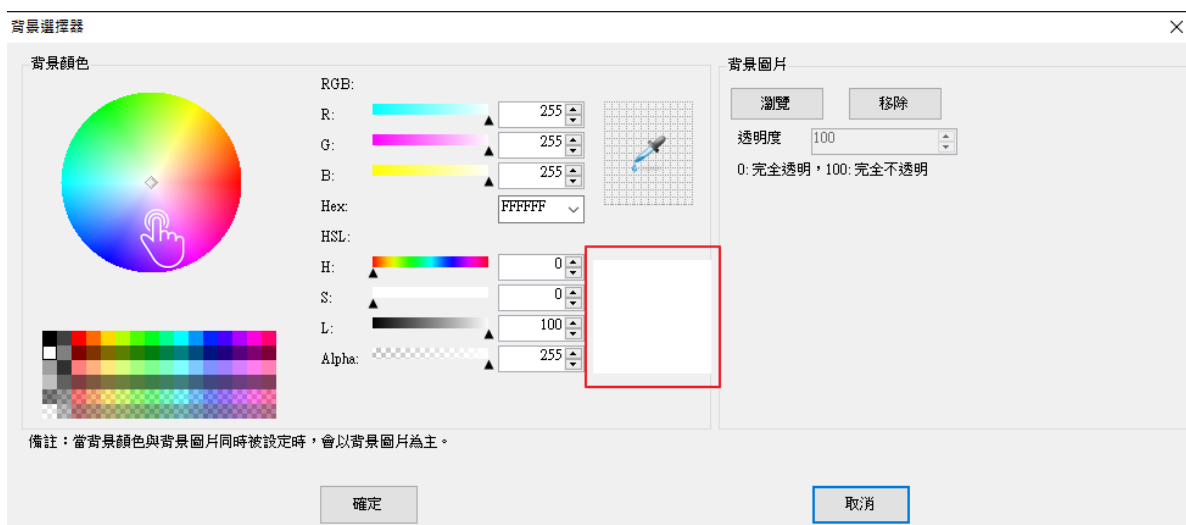 背景選擇器
背景顏色
RGB:
R: 255
G: 255
B: 255
Hex: FFFFFF
HSL:
H: 0
S: 0
L: 100
Alpha: 255
背景圖片
瀏覽 移除
透明度 100
0: 完全透明，100: 完全不透明
備註：當背景顏色與背景圖片同時被設定時，會以背景圖片為主。
確定 取消